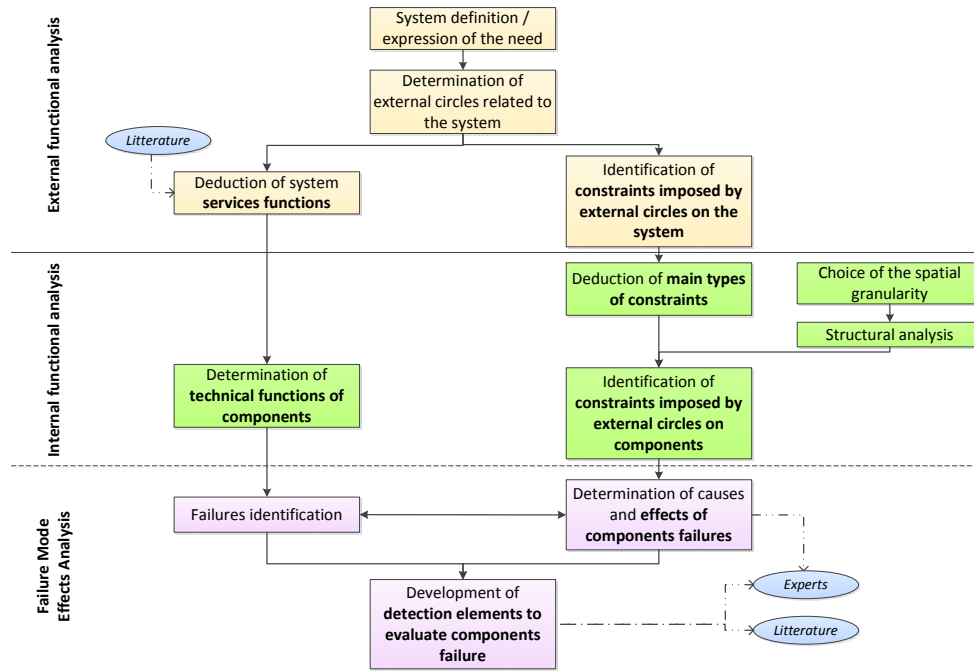 System definition /
expression of the need
Determination of
external circles related to
the system
External functional analysis
Litterature
Deduction of system
services functions
Identification of
constraints imposed by
external circles on the
system
Internal functional analysis
Deduction of main types
of constraints
Choice of the spatial
granularity
Structural analysis
Determination of
technical functions of
components
Identification of
constraints imposed by
external circles on
components
Failure Mode
Effects Analysis
Failures identification
Determination of causes
and effects of
components failures
Development of
detection elements to
evaluate components
failure
Experts
Litterature